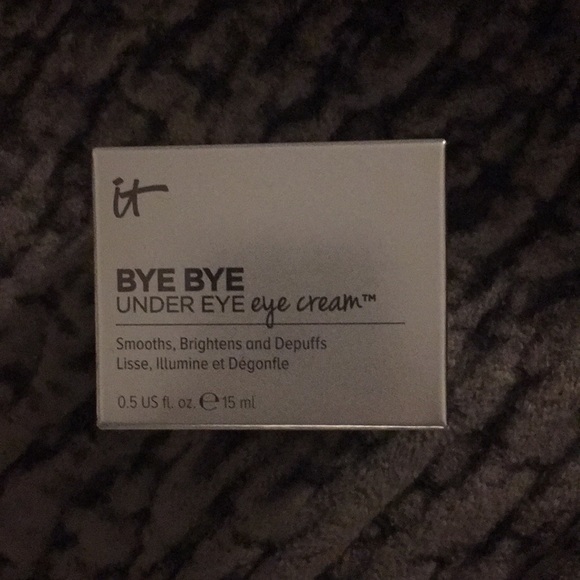 it
BYE BYE
UNDER EYE eye cream™
Smooths, Brightens and Depuffs
Lisse, Illumine et Dégonfle
0.5 US fl. oz. ℮ 15 ml